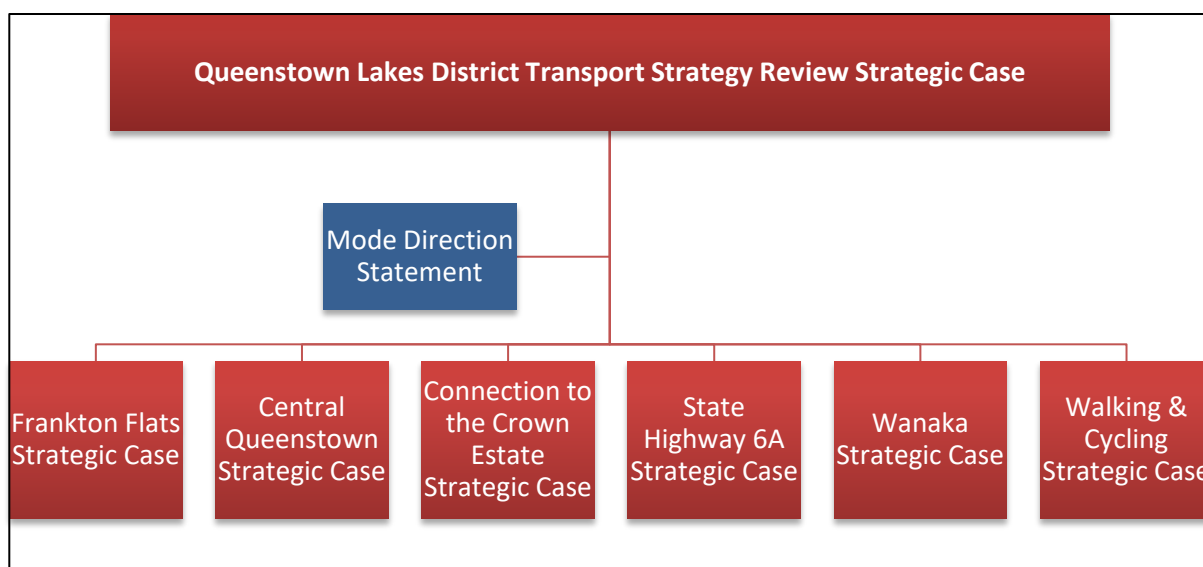 Queenstown Lakes District Transport Strategy Review Strategic Case
Mode Direction
Statement
Frankton Flats
Strategic Case
Central
Queenstown
Strategic Case
Connection to
the Crown
Estate
Strategic Case
State
Highway 6A
Strategic Case
Wanaka
Strategic Case
Walking &
Cycling
Strategic Case